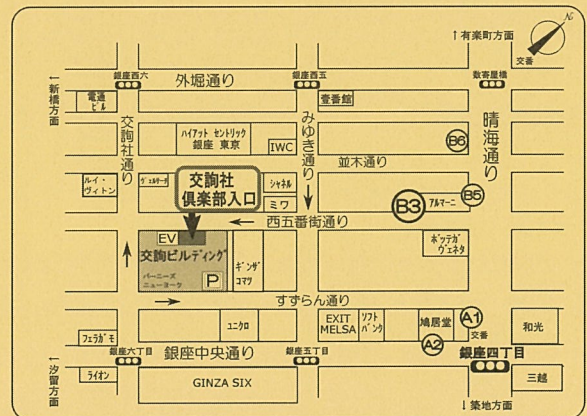 N
↑有楽町方面
交番
銀座西六
外堀通り
銀座西五
数寄屋橋
←新橋方面
電通ビル
交詢社通り
壹番館
みゆき通り
晴海通り
ハイアット セントリック
銀座 東京
IWC
並木通り
B6
ルイ・
ヴィトン
ヴェルサーチ
交詢社
倶楽部入口
シャネル
ミワ
B3
アルマーニ
B5
西五番街通り
EV
交詢ビルディング
バーニーズ
ニューヨーク
P
ギンザ
コマツ
ボッテガ
ヴェネタ
すずらん通り
フェラガモ
ユニクロ
EXIT
MELSA
ソフト
バンク
鳩居堂
A1
交番
A2
和光
銀座六丁目
銀座中央通り
銀座五丁目
銀座四丁目
←汐留方面
ライオン
GINZA SIX
三越
↓築地方面